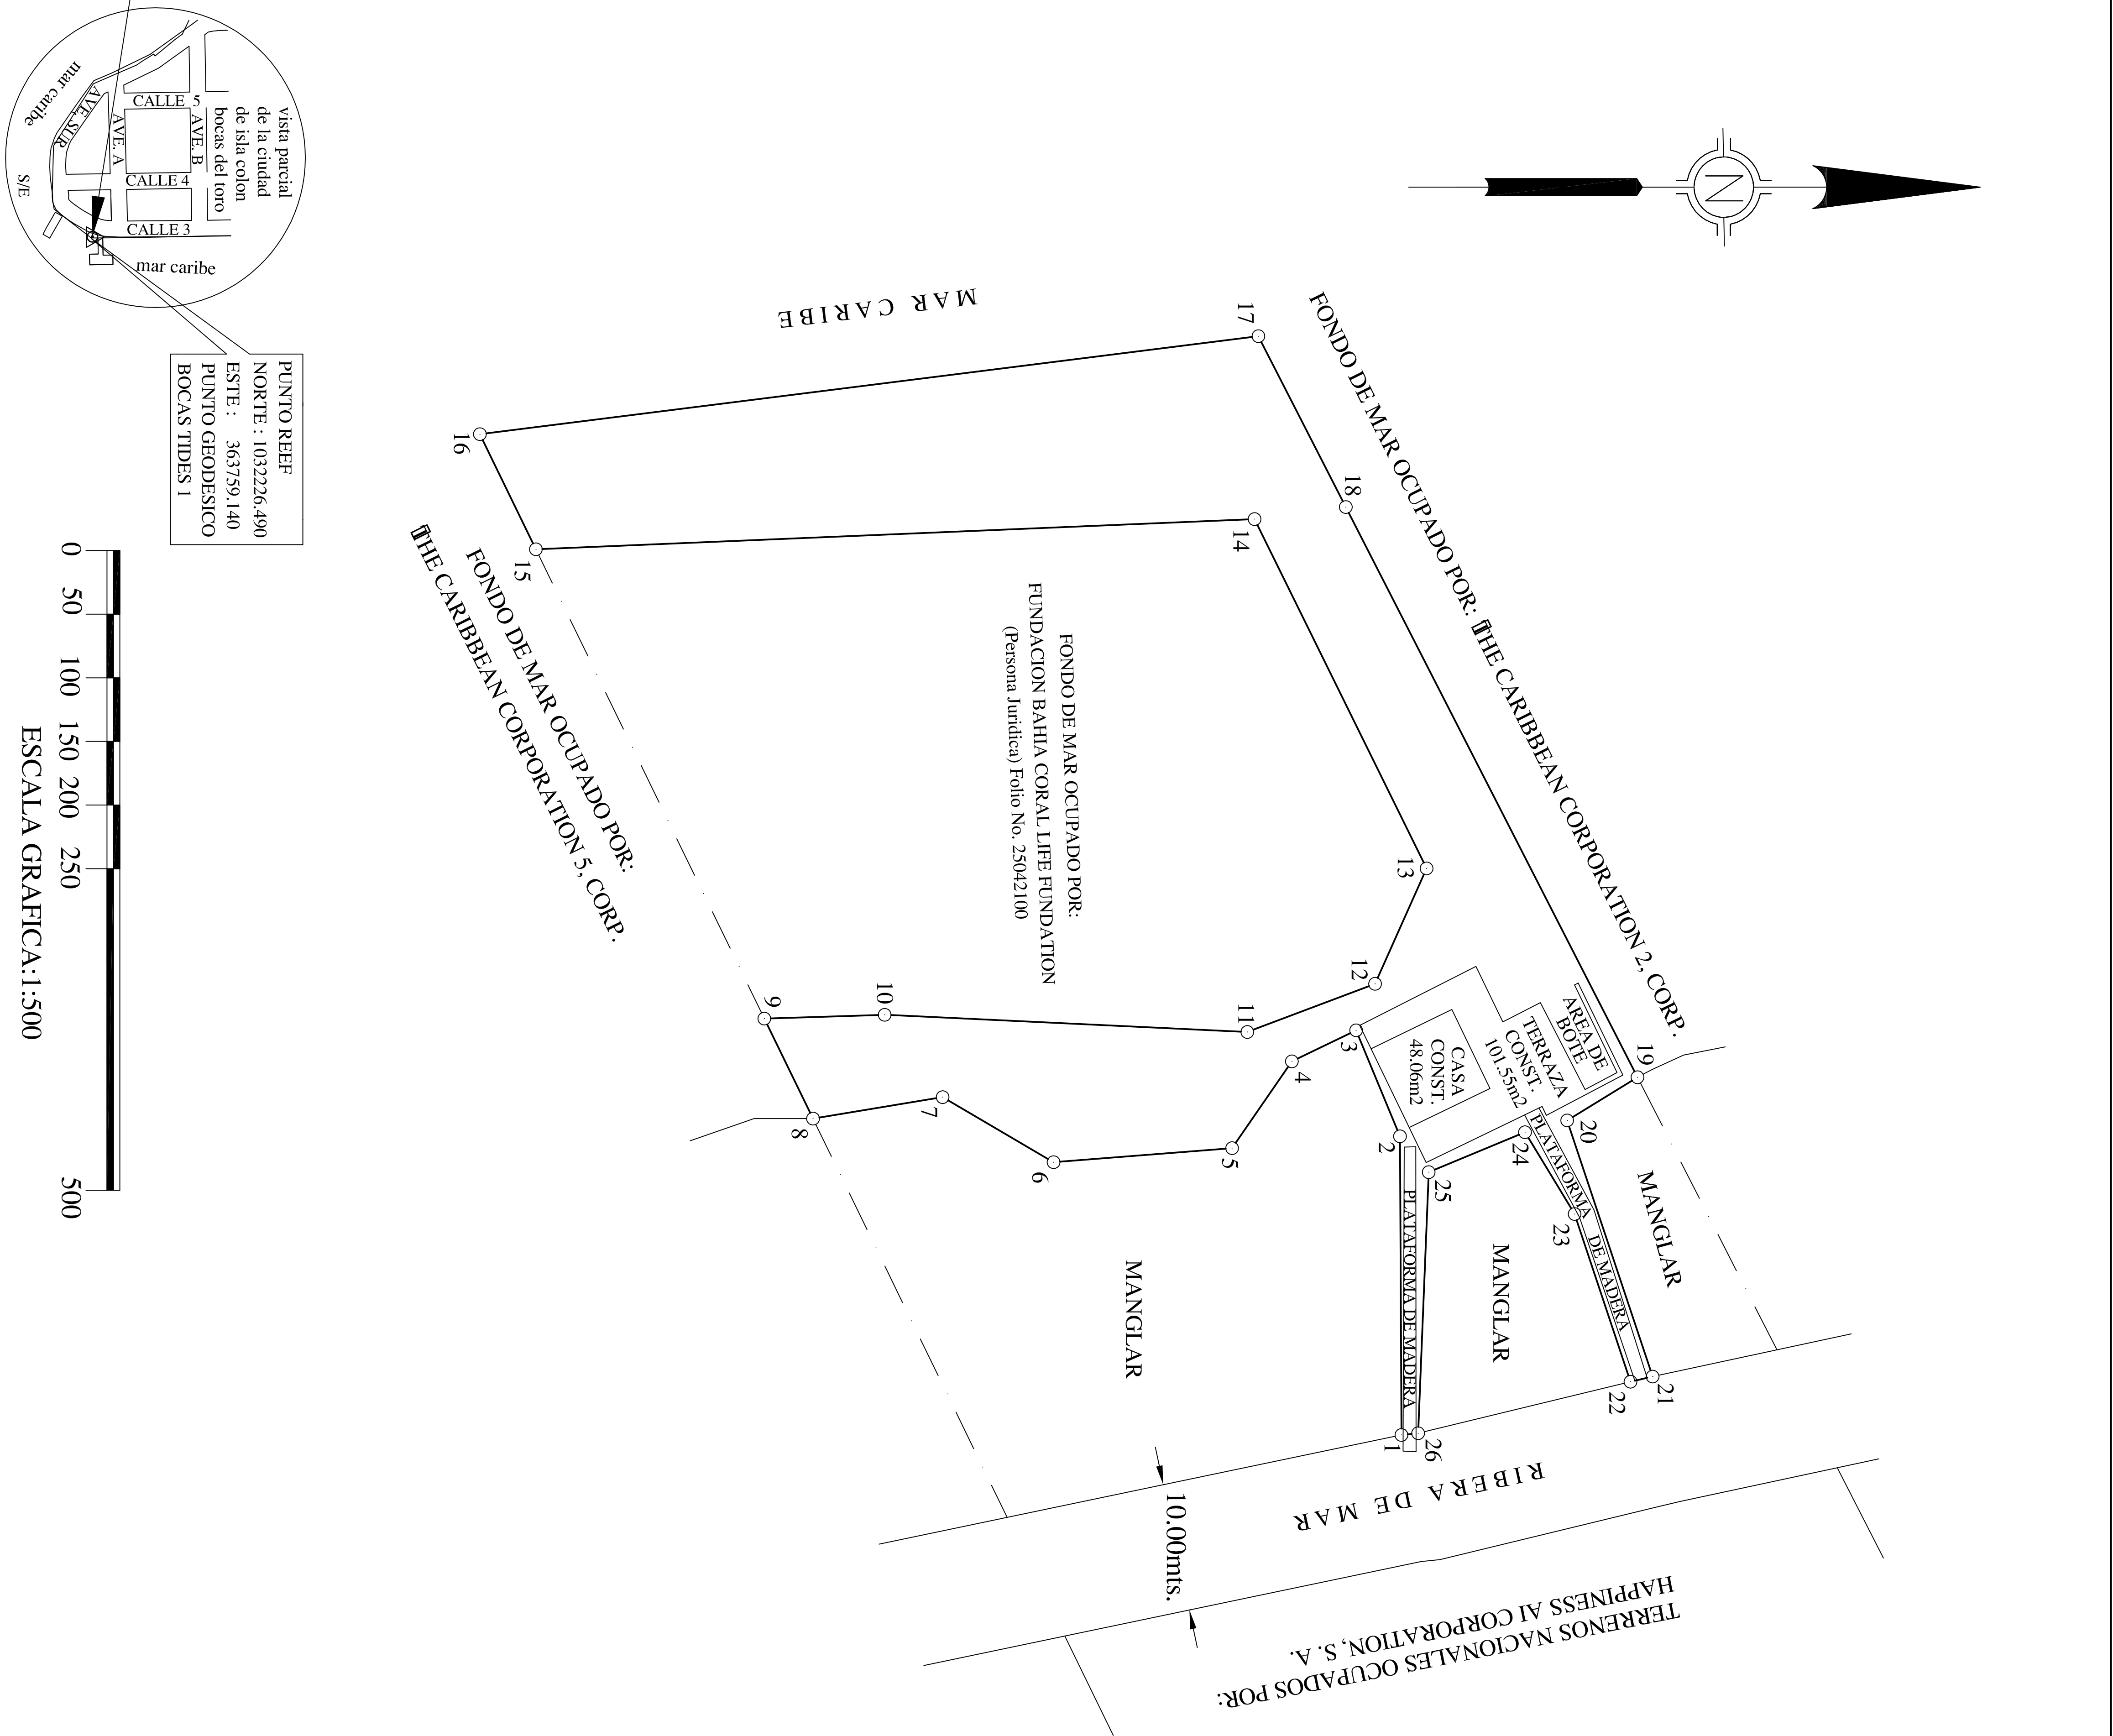 vista parcial
de la ciudad
de isla colon
bocas del toro
AVE. B
AVE. A
AVE. SUR
CALLE 5
CALLE 4
CALLE 3
mar caribe
mar caribe
S/E
PUNTO REEF
NORTE : 1032226.490
ESTE : 363759.140
PUNTO GEODESICO
BOCAS TIDES 1
N
MAR CARIBE
FONDO DE MAR OCUPADO POR: THE CARIBBEAN CORPORATION 2, CORP.
17
18
16
15
14
13
12
11
10
9
8
7
6
5
4
3
2
1
19
20
21
22
23
24
25
26
FONDO DE MAR OCUPADO POR:
FUNDACION BAHIA CORAL LIFE FUNDATION
(Persona Juridica) Folio No. 25042100
FONDO DE MAR OCUPADO POR:
THE CARIBBEAN CORPORATION 5, CORP.
AREA DE
BOTE
TERRAZA
CONST.
101.55m2
CASA
CONST.
48.06m2
PLATAFORMA DE MADERA
PLATAFORMA DE MADERA
MANGLAR
MANGLAR
MANGLAR
RIBERA DE MAR
10.00mts.
TERRENOS NACIONALES OCUPADOS POR:
HAPPINESS AI CORPORATION, S. A.
0 50 100 150 200 250 500
ESCALA GRAFICA:1:500